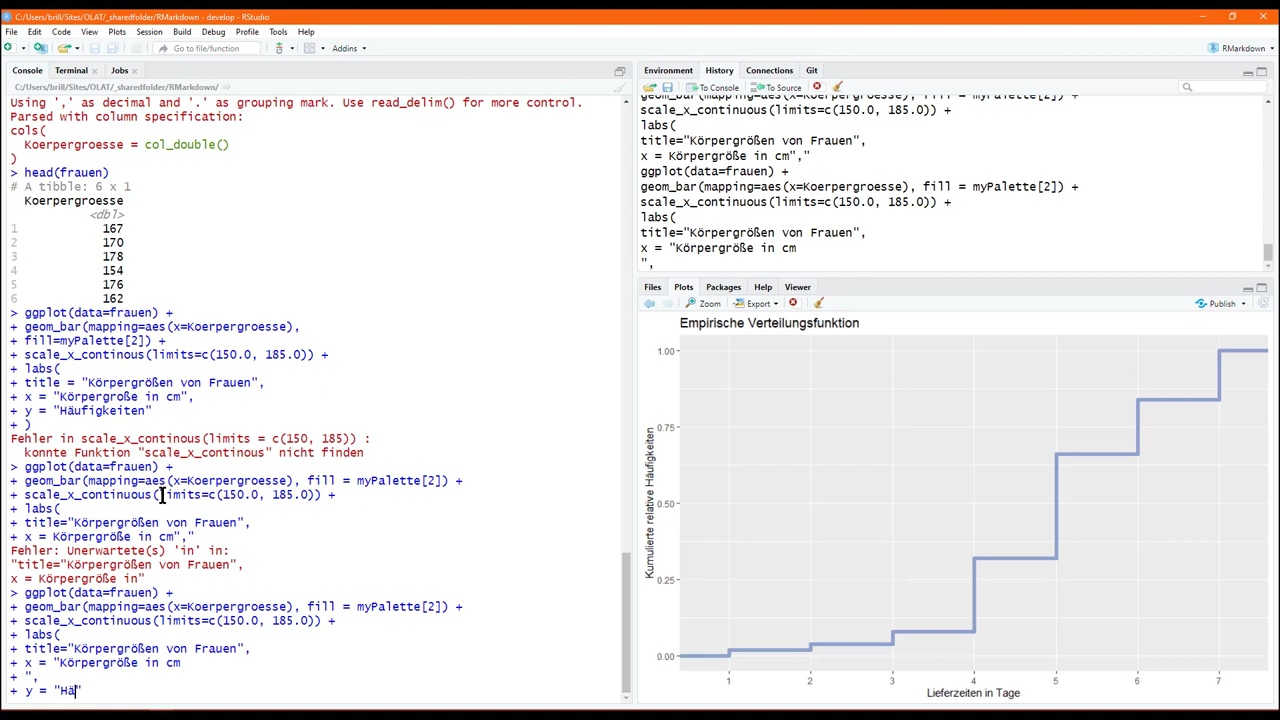 C:/Users/brill/Sites/OLAT/_sharedfolder/RMarkdown - develop - RStudio
File Edit Code View Plots Session Build Debug Profile Tools Help
Go to file/function Addins RMarkdown
Console Terminal Jobs
C:/Users/brill/Sites/OLAT/_sharedfolder/RMarkdown/
Using ',' as decimal and '.' as grouping mark. Use read_delim() for more control.
Parsed with column specification:
cols(
Koerpergroesse = col_double()
)
> head(frauen)
# A tibble: 6 x 1
Koerpergroesse
<dbl>
1 167
2 170
3 178
4 154
5 176
6 162
> ggplot(data=frauen) +
+ geom_bar(mapping=aes(x=Koerpergroesse),
+ fill=myPalette[2]) +
+ scale_x_continous(limits=c(150.0, 185.0)) +
+ labs(
+ title = "Körpergrößen von Frauen",
+ x = "Körpergroße in cm",
+ y = "Häufigkeiten"
+ )
Fehler in scale_x_continous(limits = c(150, 185)) :
konnte Funktion "scale_x_continous" nicht finden
> ggplot(data=frauen) +
+ geom_bar(mapping=aes(x=Koerpergroesse), fill = myPalette[2]) +
+ scale_x_continuous(limits=c(150.0, 185.0)) +
+ labs(
+ title="Körpergrößen von Frauen",
+ x = Körpergröße in cm","
Fehler: Unerwartete(s) 'in' in:
"title="Körpergrößen von Frauen",
x = Körpergröße in"
> ggplot(data=frauen) +
+ geom_bar(mapping=aes(x=Koerpergroesse), fill = myPalette[2]) +
+ scale_x_continuous(limits=c(150.0, 185.0)) +
+ labs(
+ title="Körpergrößen von Frauen",
+ x = "Körpergröße in cm
+ ",
+ y = "Hä"
Environment History Connections Git
To Console To Source
geom_bar(mapping=aes(x=Koerpergroesse), fill = myPalette[2]) +
scale_x_continuous(limits=c(150.0, 185.0)) +
labs(
title="Körpergrößen von Frauen",
x = Körpergröße in cm","
ggplot(data=frauen) +
geom_bar(mapping=aes(x=Koerpergroesse), fill = myPalette[2]) +
scale_x_continuous(limits=c(150.0, 185.0)) +
labs(
title="Körpergrößen von Frauen",
x = "Körpergröße in cm
",
Files Plots Packages Help Viewer
Zoom Export Publish
Empirische Verteilungsfunktion
Kumulierte relative Häufigkeiten
1.00
0.75
0.50
0.25
0.00
1 2 3 4 5 6 7
Lieferzeiten in Tage